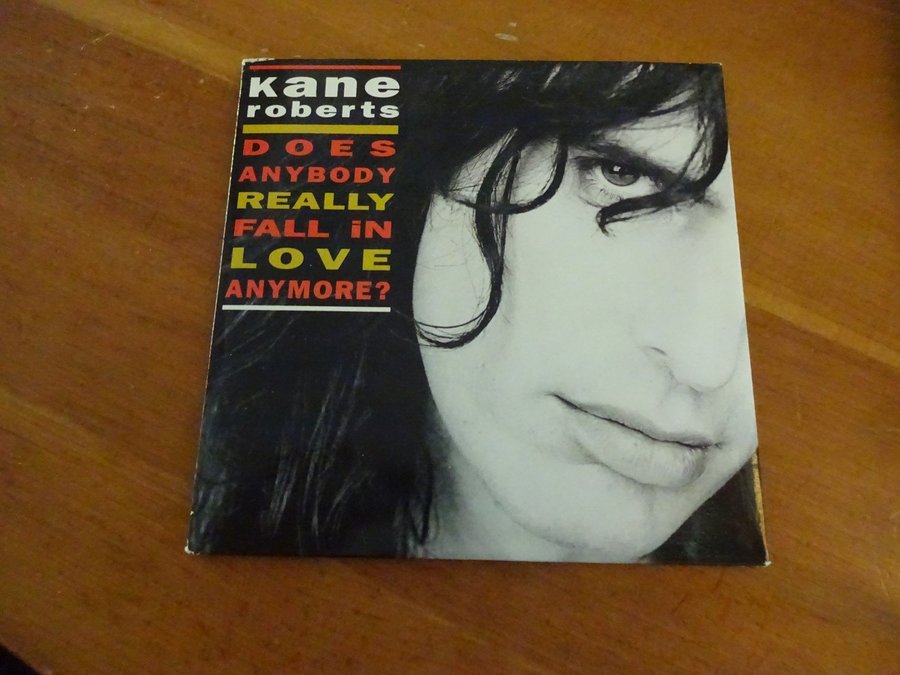 Kane
roberts
DOES
ANYBODY
REALLY
FALL iN
LOVE
ANYMORE?